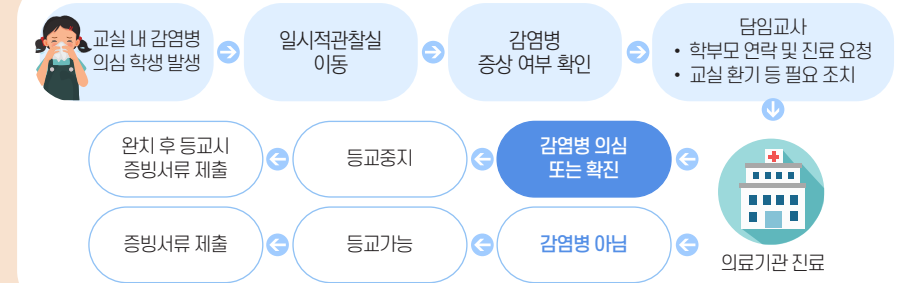 교실 내 감염병
의심 학생 발생
일시적관찰실
이동
감염병
증상 여부 확인
담임교사
• 학부모 연락 및 진료 요청
• 교실 환기 등 필요 조치
의료기관 진료
감염병 의심
또는 확진
등교중지
완치 후 등교시
증빙서류 제출
감염병 아님
등교가능
증빙서류 제출